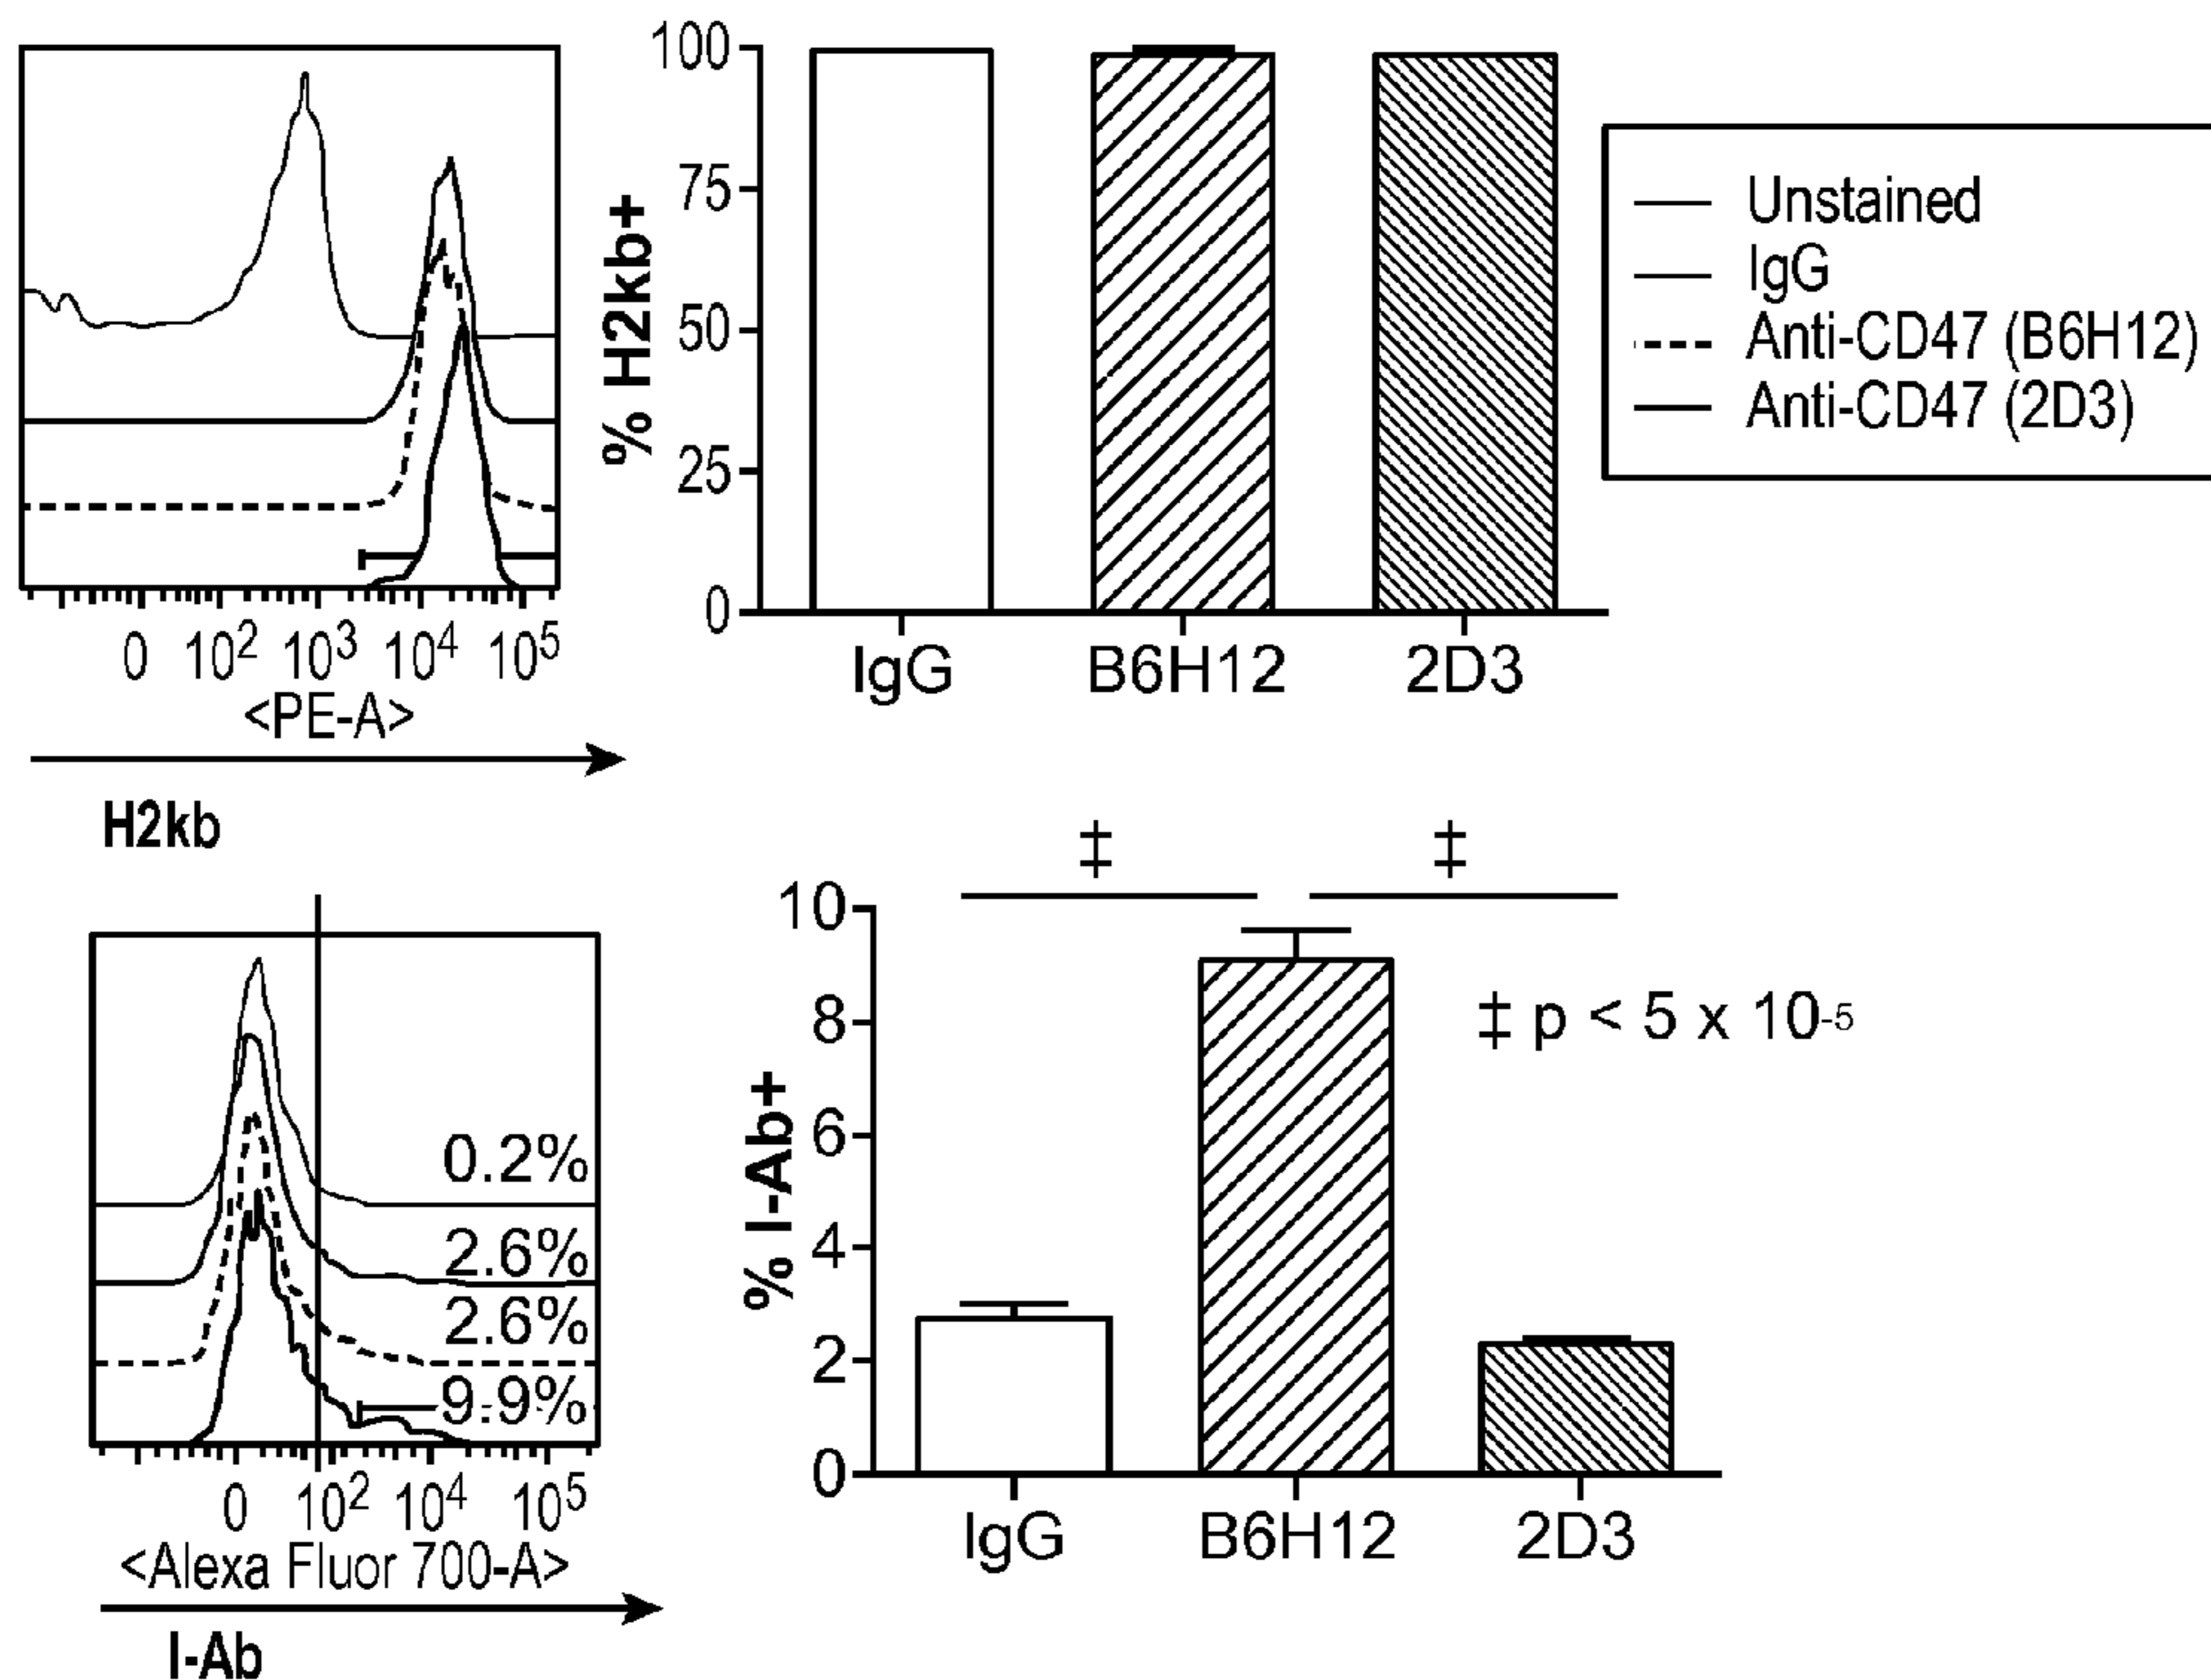 100
75
50
25
0
% H2kb+
IgG
B6H12
2D3
0 10² 10³ 10⁴ 10⁵
<PE-A>
H2kb
Unstained
IgG
Anti-CD47 (B6H12)
Anti-CD47 (2D3)
0.2%
2.6%
2.6%
9.9%
0 10² 10⁴ 10⁵
<Alexa Fluor 700-A>
I-Ab
‡ ‡
10
8
6
4
2
0
% I-Ab+
‡ p < 5 x 10-5
IgG
B6H12
2D3